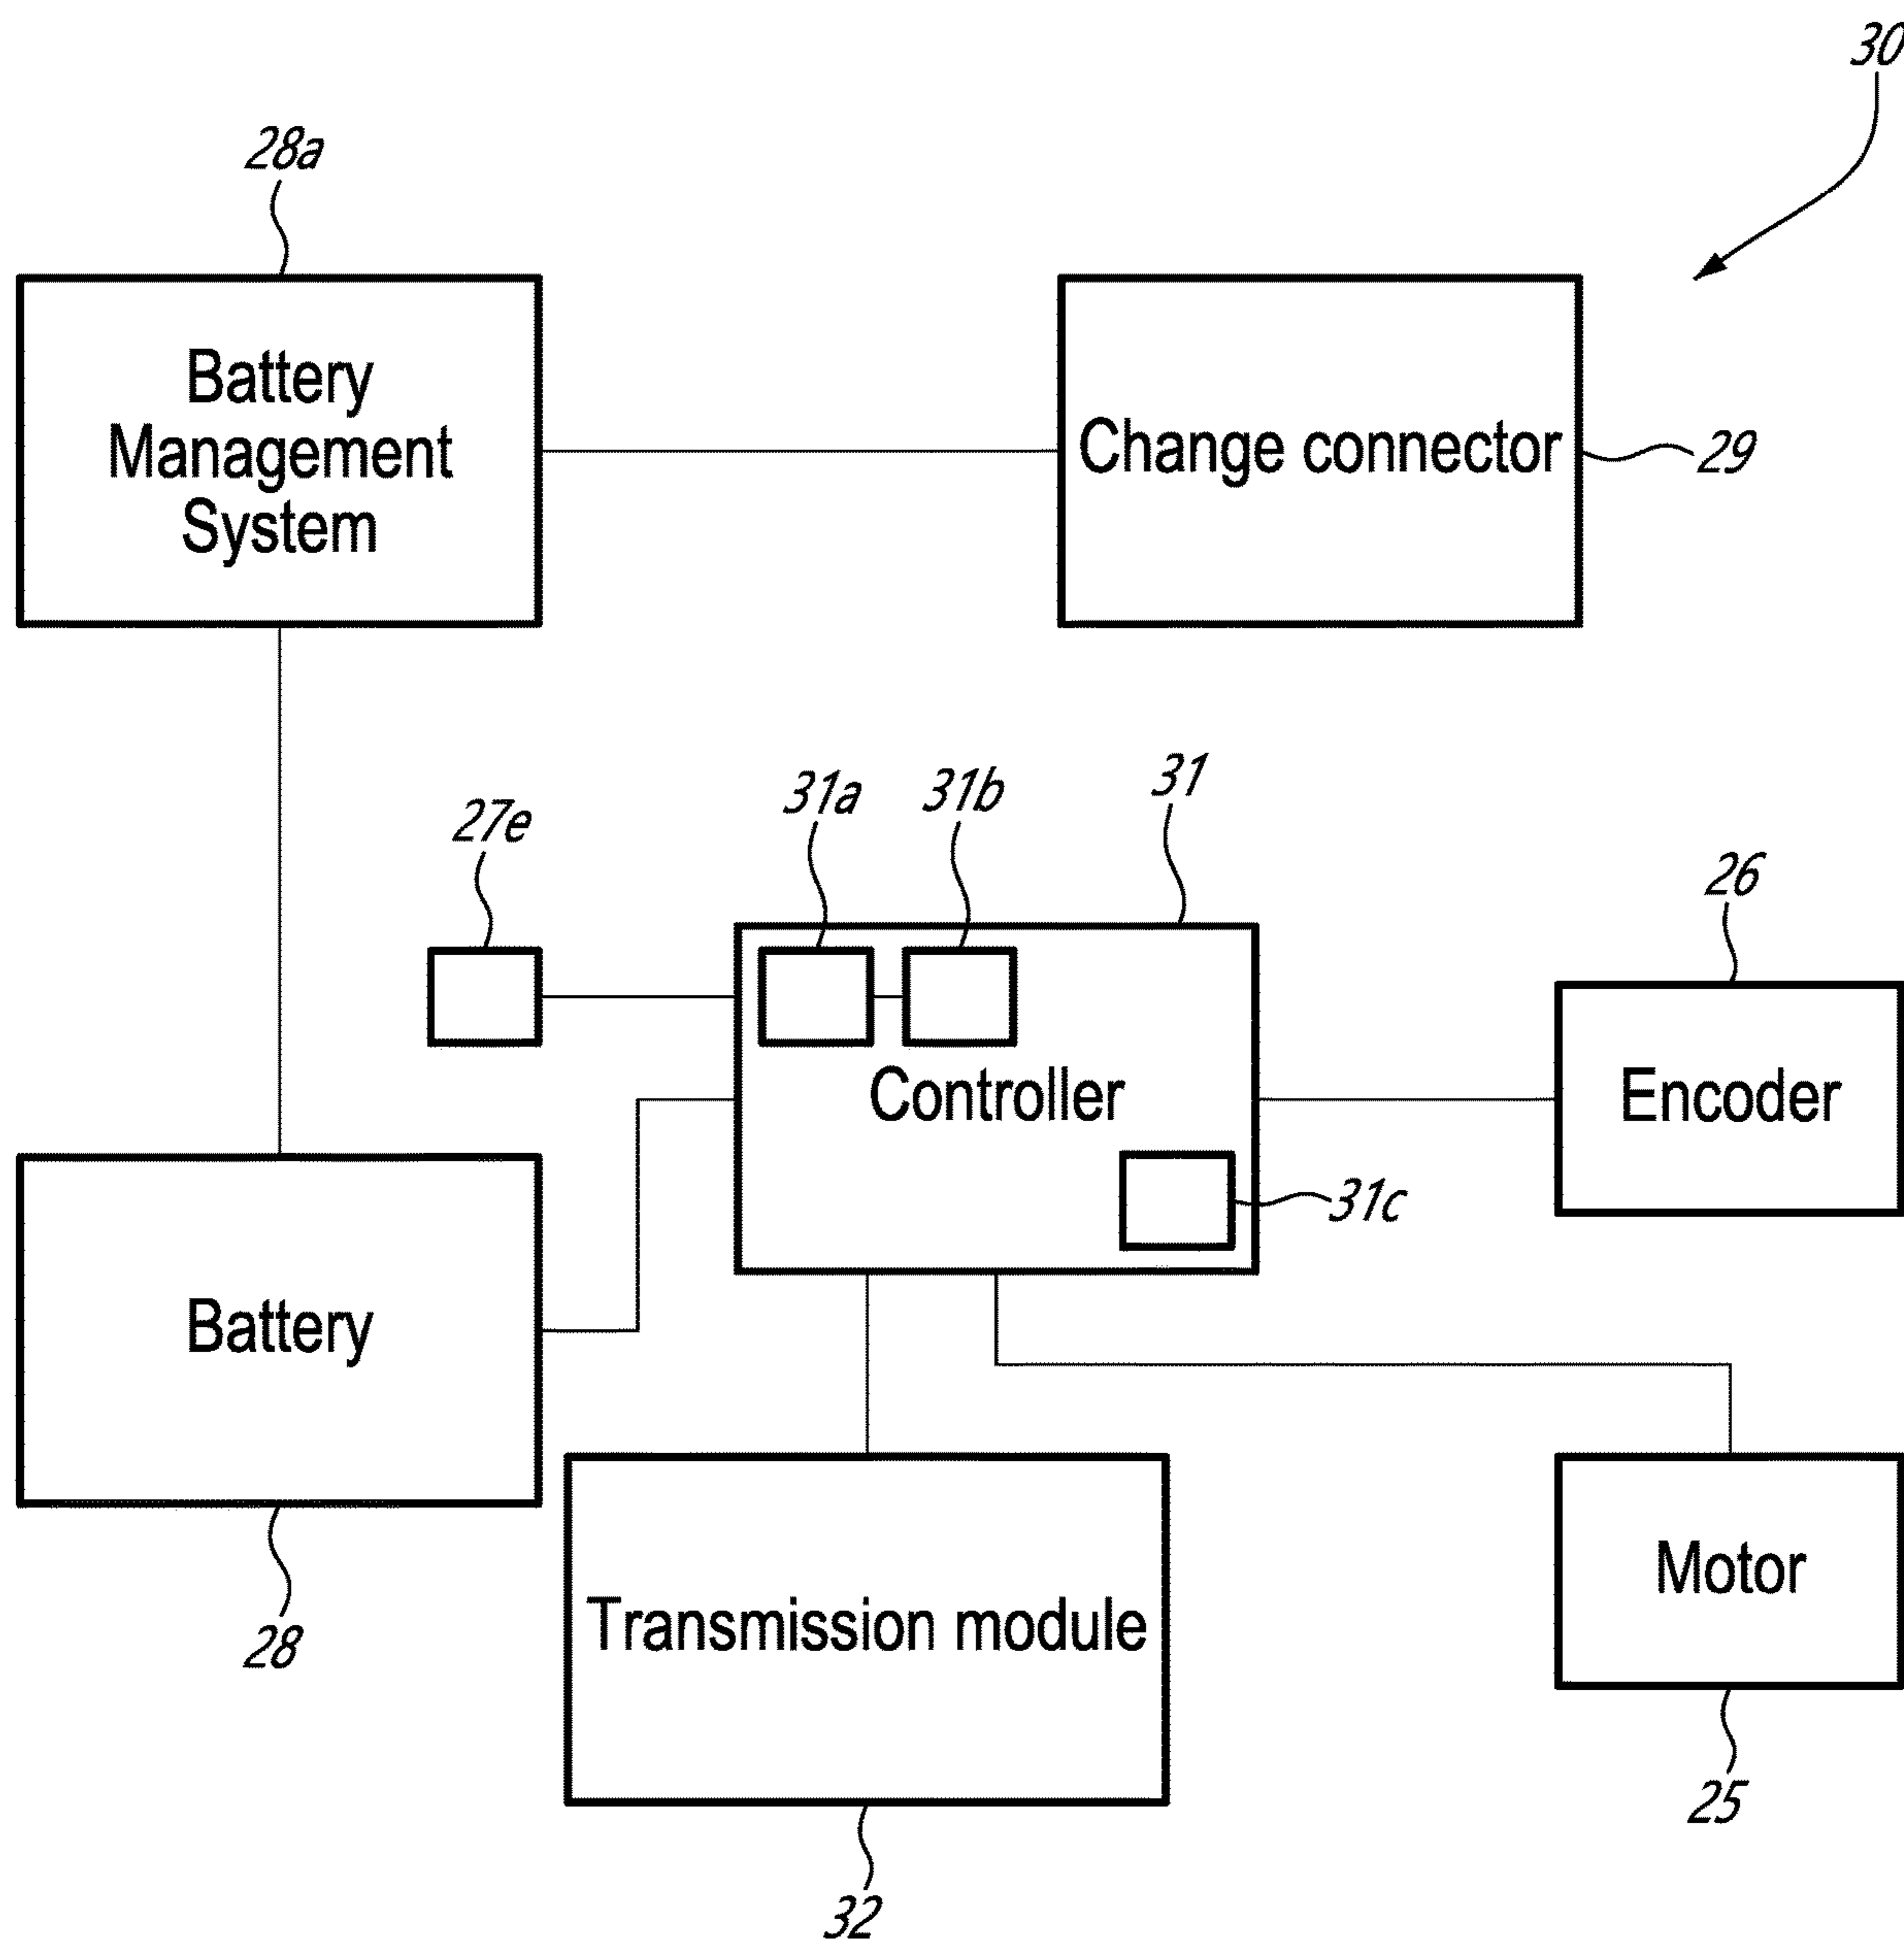 30
28a
Battery
Management
System
Change connector
29
27e
31a
31b
31
26
Controller
Encoder
31c
Battery
28
Transmission module
Motor
25
32